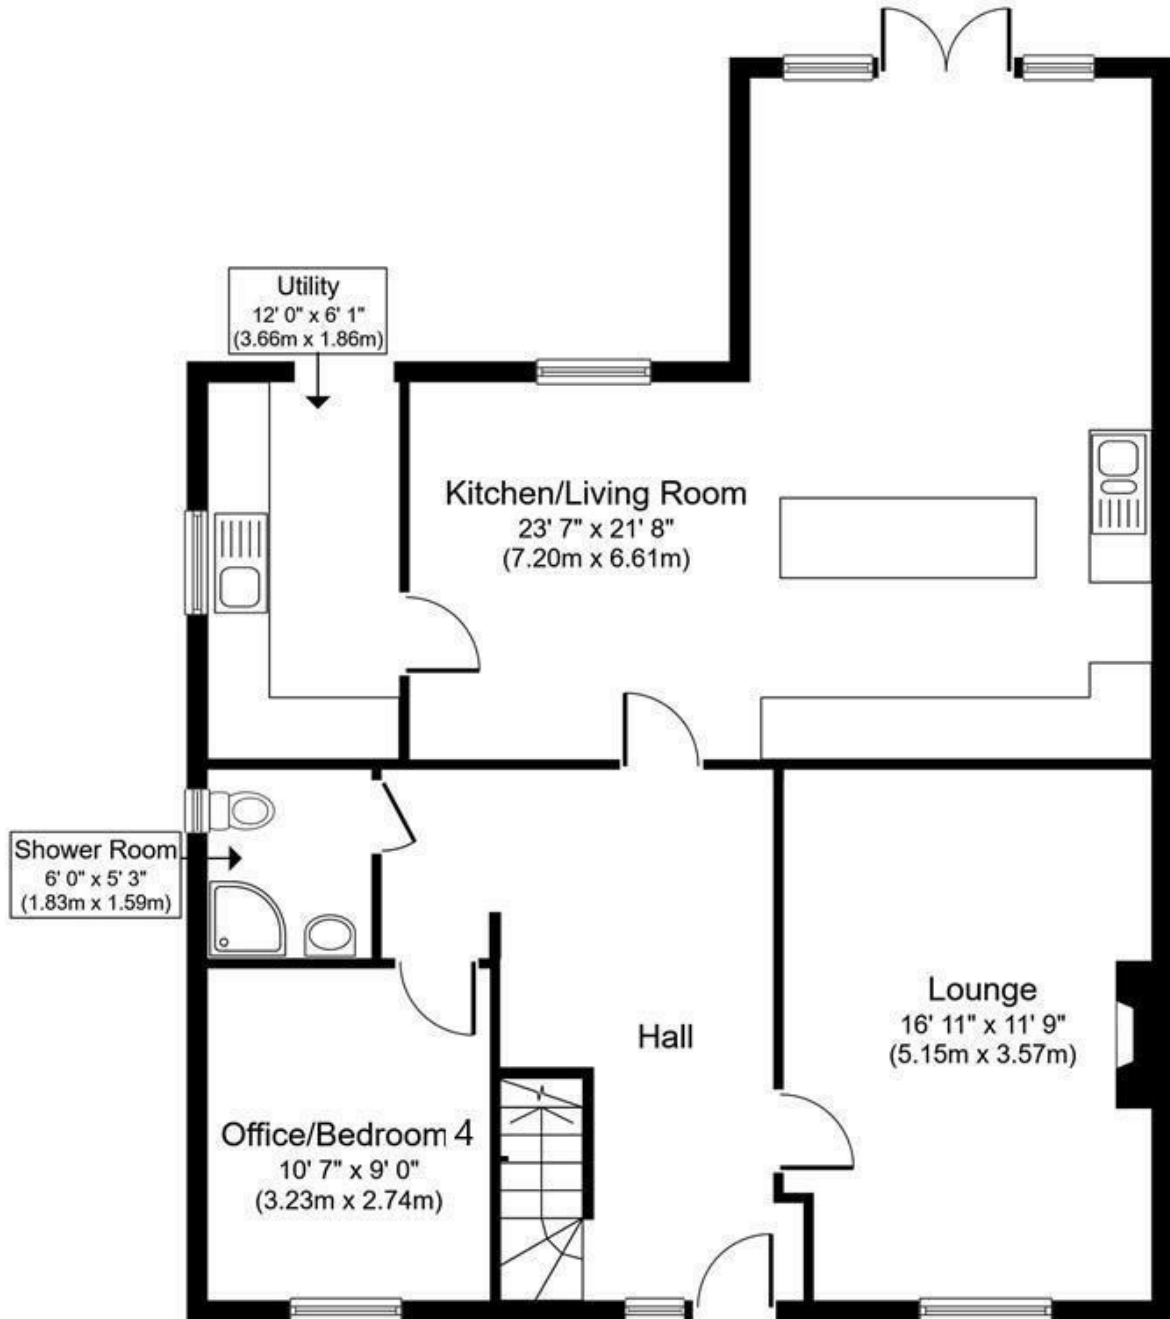 Utility
12' 0" x 6' 1"
(3.66m x 1.86m)
Kitchen/Living Room
23' 7" x 21' 8"
(7.20m x 6.61m)
Shower Room
6' 0" x 5' 3"
(1.83m x 1.59m)
Lounge
16' 11" x 11' 9"
(5.15m x 3.57m)
Hall
Office/Bedroom 4
10' 7" x 9' 0"
(3.23m x 2.74m)